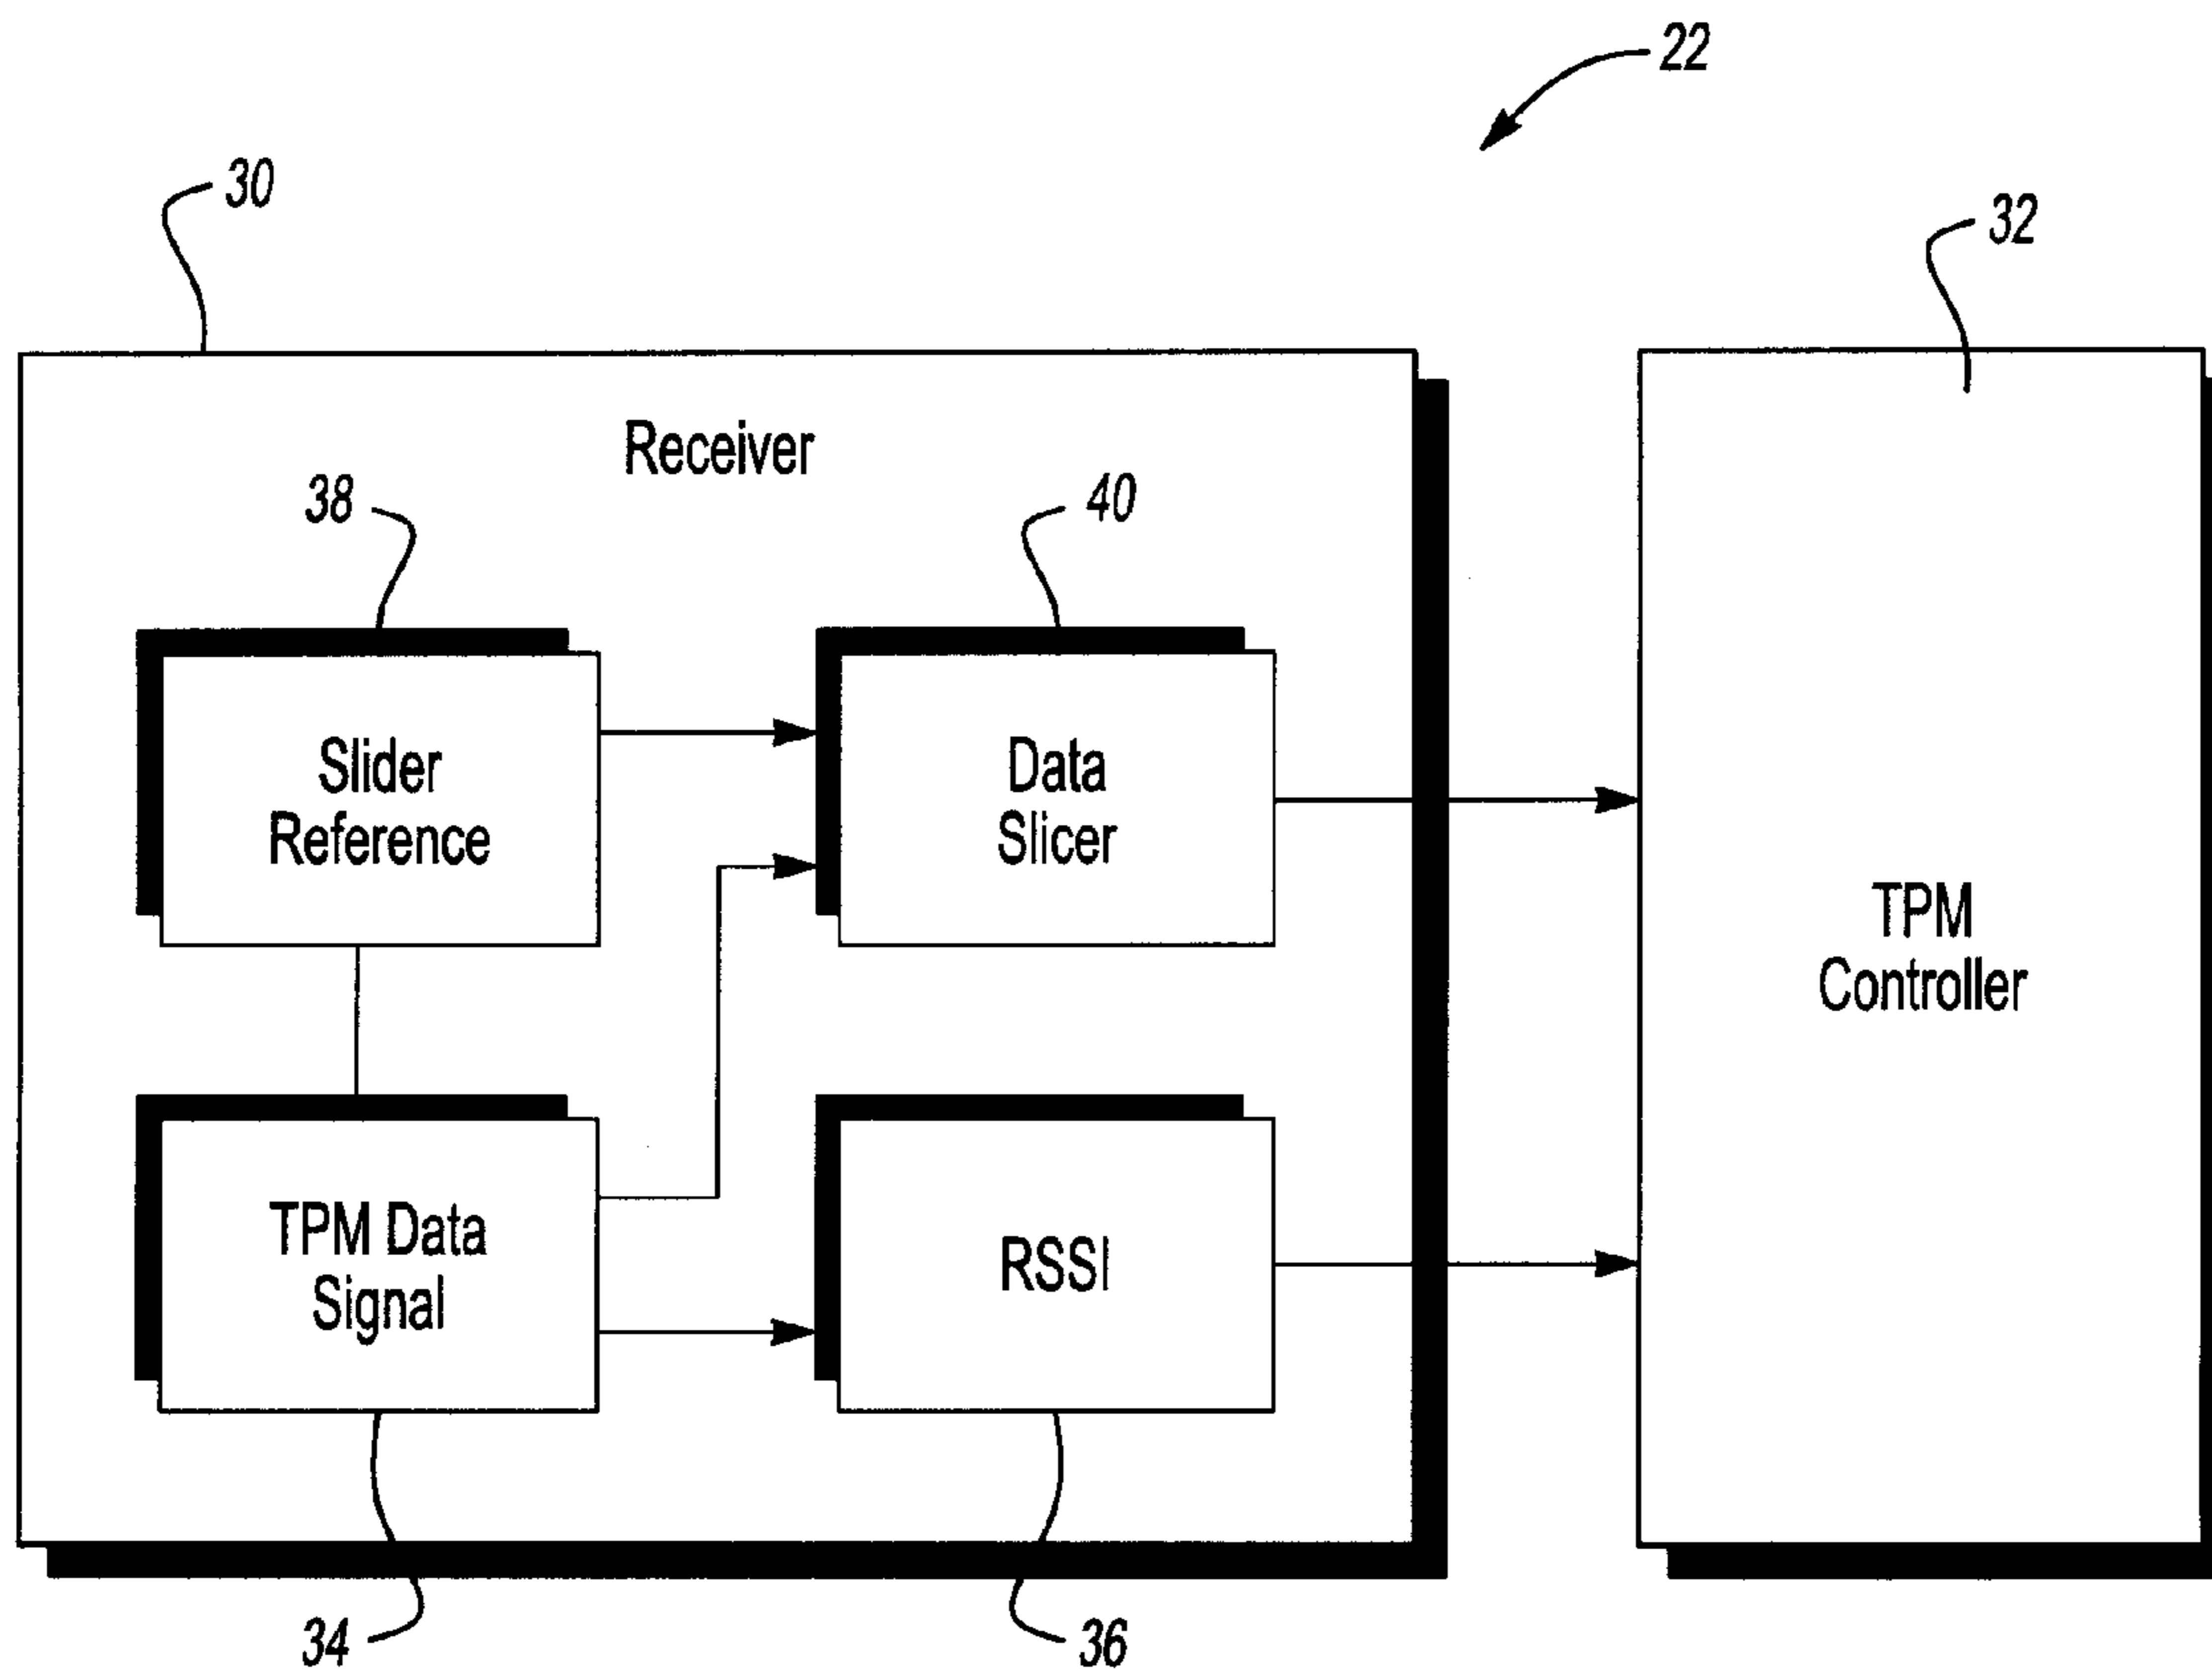 22
30
32
Receiver
38
40
Slider
Reference
Data
Slicer
TPM
Controller
TPM Data
Signal
RSSI
34
36